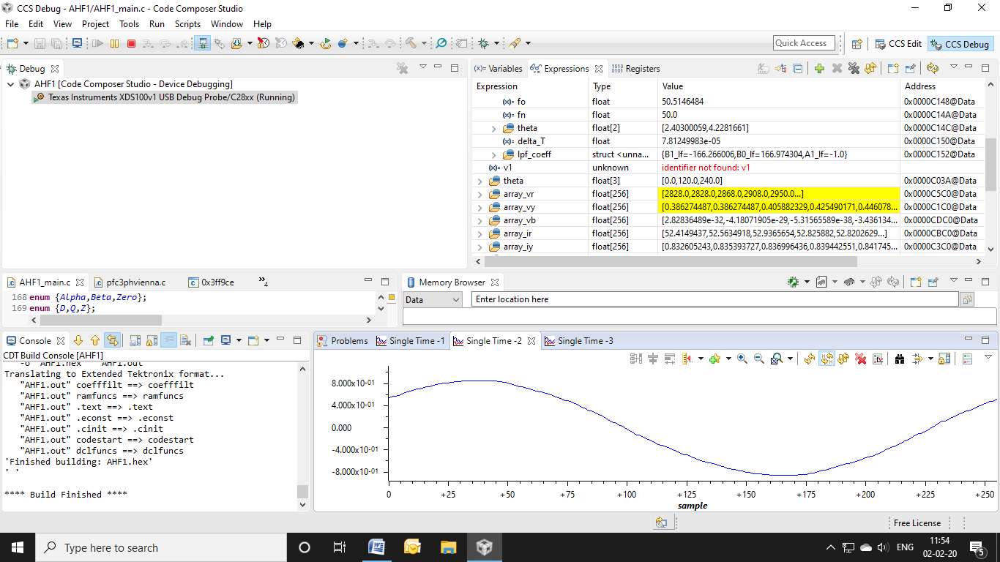 CCS Debug - AHF1/AHF1_main.c - Code Composer Studio
File Edit View Project Tools Run Scripts Window Help
Quick Access CCS Edit CCS Debug
Debug
AHF1 [Code Composer Studio - Device Debugging]
Texas Instruments XDS100v1 USB Debug Probe/C28xx (Running)
(x)= Variables Expressions Registers
Expression Type Value Address
(x)= fo float 50.5146484 0x0000C148@Data
(x)= fn float 50.0 0x0000C14A@Data
theta float[2] [2.40300059,4.2281661] 0x0000C14C@Data
(x)= delta_T float 7.81249983e-05 0x0000C150@Data
lpf_coeff struct <unna... {B1_lf=-166.266006,B0_lf=166.974304,A1_lf=-1.0} 0x0000C152@Data
(x)= v1 unknown identifier not found: v1
theta float[3] [0.0,120.0,240.0] 0x0000C03A@Data
array_vr float[256] [2828.0,2828.0,2868.0,2908.0,2950.0...] 0x0000C5C0@Data
array_vy float[256] [0.386274487,0.386274487,0.405882329,0.425490171,0.446078... 0x0000C1C0@Data
array_vb float[256] [2.82836489e-32,-4.18071905e-29,-5.31565589e-38,-3.436134... 0x0000CDC0@Data
array_ir float[256] [52.4149437,52.5634918,52.9365654,52.825882,52.8202629...] 0x0000CBC0@Data
array_iy float[256] [0.832605243,0.835393727,0.836996436,0.839442551,0.841745... 0x0000C3C0@Data
AHF1_main.c pfc3phvienna.c 0x3ff9ce »4
168 enum {Alpha,Beta,Zero};
169 enum {D,Q,Z};
Memory Browser
Data Enter location here
Console
CDT Build Console [AHF1]
-o "AHF1.hex" "AHF1.out"
Translating to Extended Tektronix format...
"AHF1.out" coefffilt ==> coefffilt
"AHF1.out" ramfuncs ==> ramfuncs
"AHF1.out" .text ==> .text
"AHF1.out" .econst ==> .econst
"AHF1.out" .cinit ==> .cinit
"AHF1.out" codestart ==> codestart
"AHF1.out" dclfuncs ==> dclfuncs
'Finished building: AHF1.hex'
' '
**** Build Finished ****
Problems Single Time -1 Single Time -2 Single Time -3
8.000x10-01
4.000x10-01
0.000
-4.000x10-01
-8.000x10-01
0 +25 +50 +75 +100 +125 +150 +175 +200 +225 +250
sample
Free License
Type here to search
ENG
11:54
02-02-20
5